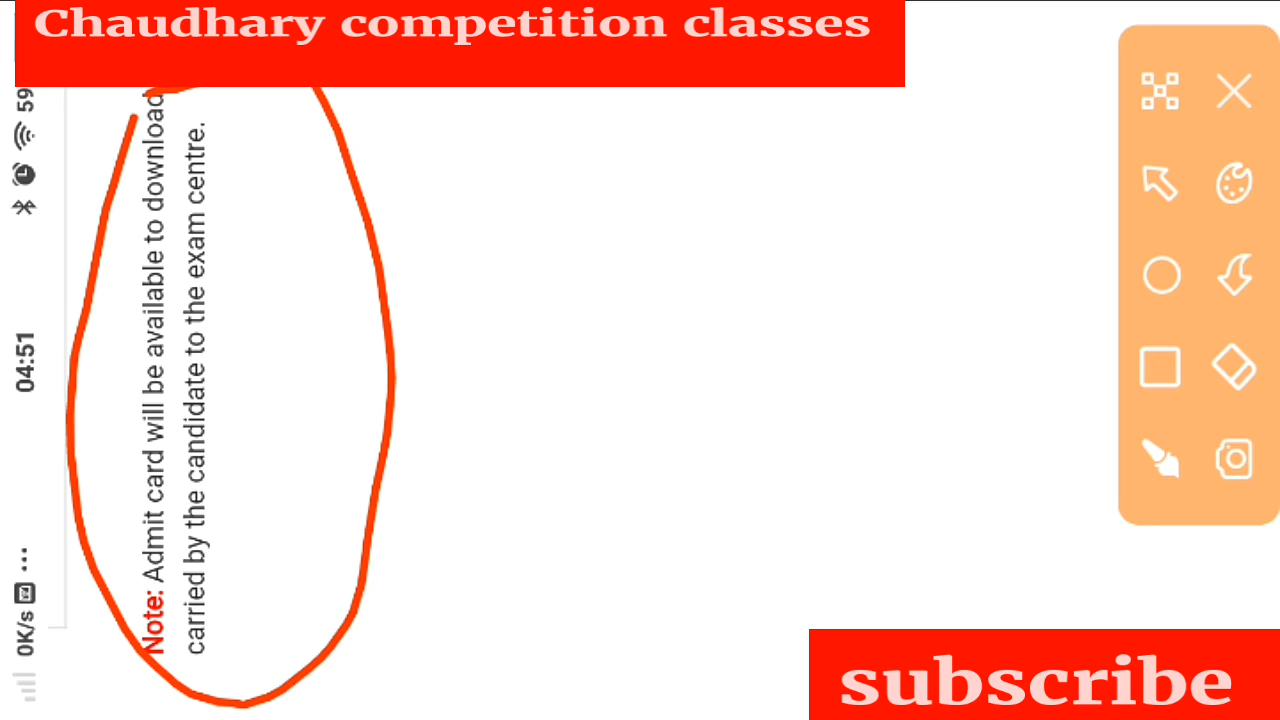 Chaudhary competition classes
0K/s ... 04:51 59
Note: Admit card will be available to download
carried by the candidate to the exam centre.
subscribe